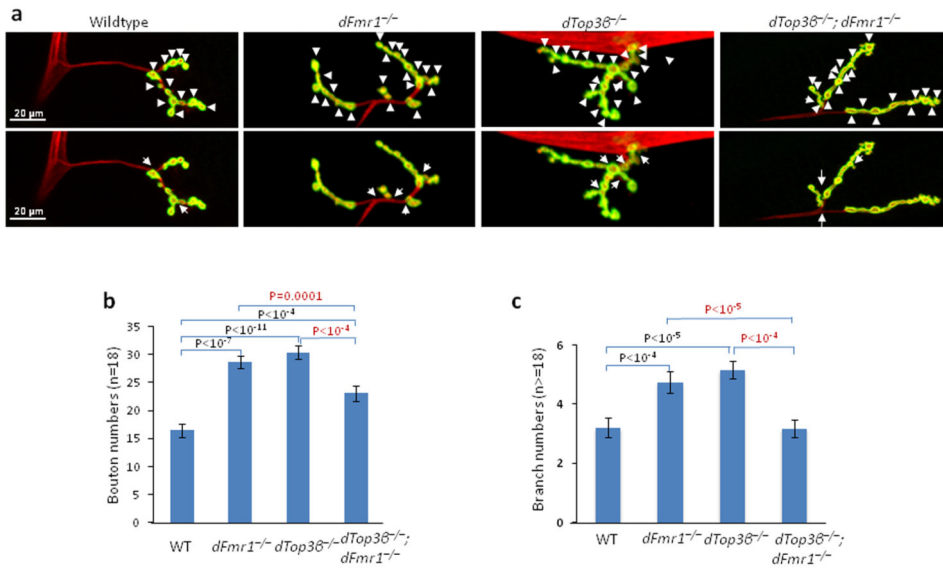 a
Wildtype dFmr1⁻/⁻ dTop3β⁻/⁻ dTop3β⁻/⁻; dFmr1⁻/⁻
20 µm
20 µm
b
P=0.0001
P<10⁻⁴
P<10⁻¹¹ P<10⁻⁴
P<10⁻⁷
35
30
25
20
15
10
5
0
Bouton numbers (n=18)
WT dFmr1⁻/⁻ dTop3β⁻/⁻ dTop3β⁻/⁻;
dFmr1⁻/⁻
c
P<10⁻⁵
P<10⁻⁵ P<10⁻⁴
P<10⁻⁴
6
4
2
0
Branch numbers (n>=18)
WT dFmr1⁻/⁻ dTop3β⁻/⁻ dTop3β⁻/⁻;
dFmr1⁻/⁻